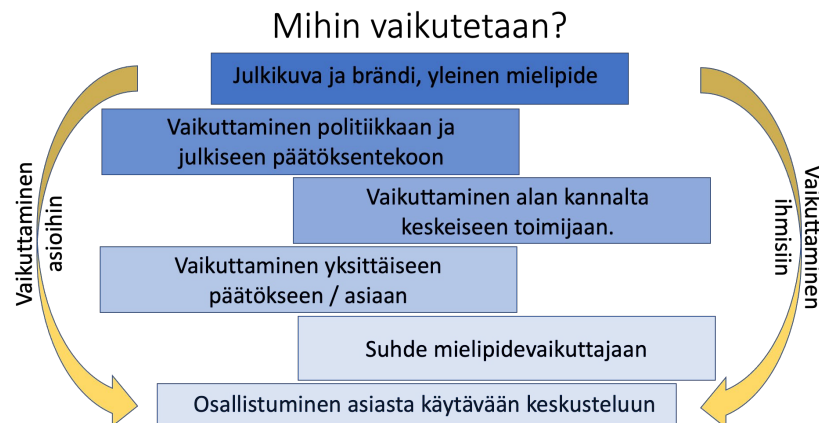 Mihin vaikutetaan?
Julkikuva ja brändi, yleinen mielipide
Vaikuttaminen politiikkaan ja
julkiseen päätöksentekoon
Vaikuttaminen alan kannalta
keskeiseen toimijaan.
Vaikuttaminen yksittäiseen
päätökseen / asiaan
Suhde mielipidevaikuttajaan
Osallistuminen asiasta käytävään keskusteluun
Vaikuttaminen
asioihin
Vaikuttaminen
ihmisiin